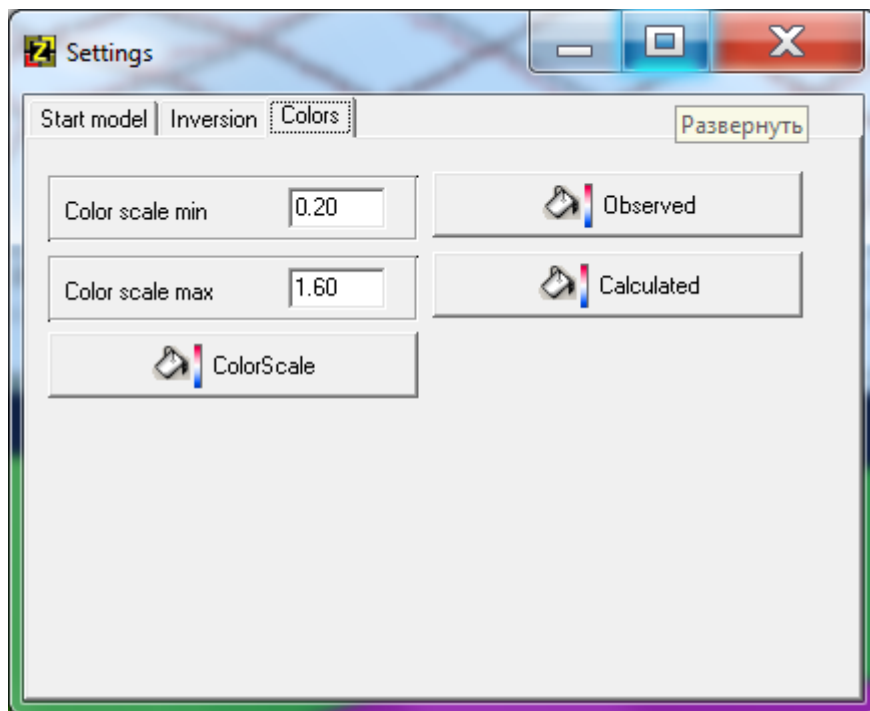 Settings
Start model Inversion Colors
Развернуть
Color scale min 0.20
Observed
Color scale max 1.60
Calculated
ColorScale